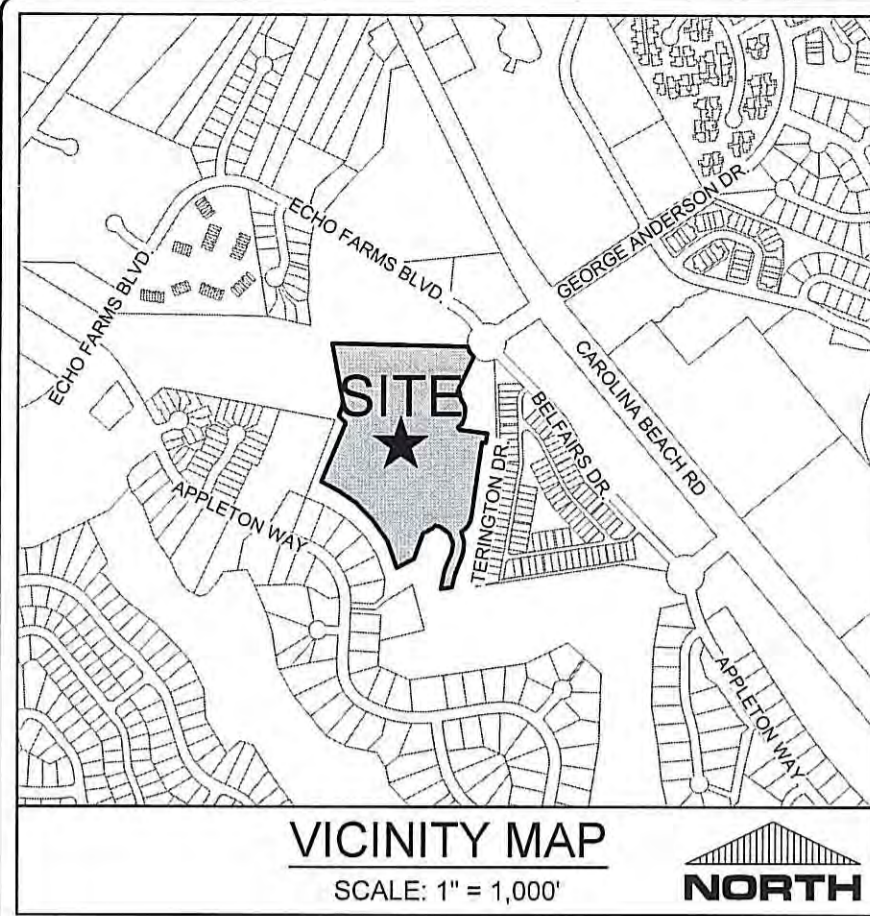 ECHO FARMS BLVD.
GEORGE ANDERSON DR.
ECHO FARMS BLVD.
CAROLINA BEACH RD
SITE
BELFAIRS DR.
TERINGTON DR.
APPLETON WAY
APPLETON WAY
VICINITY MAP
SCALE: 1" = 1,000'
NORTH